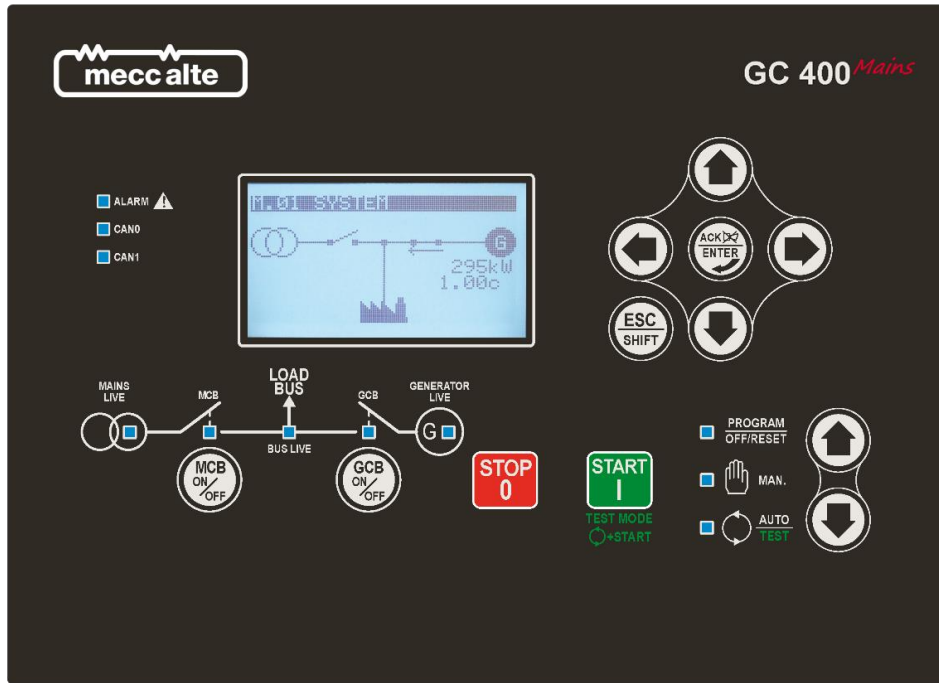 mecc alte
GC 400 Mains
ALARM
CAN0
CAN1
M.01 SYSTEM
G
295kW
1.00c
ACK
ENTER
ESC
SHIFT
MAINS
LIVE
MCB
LOAD
BUS
GCB
GENERATOR
LIVE
G
BUS LIVE
MCB
ON/OFF
GCB
ON/OFF
STOP
0
START
I
TEST MODE
+START
PROGRAM
OFF/RESET
MAN.
AUTO
TEST